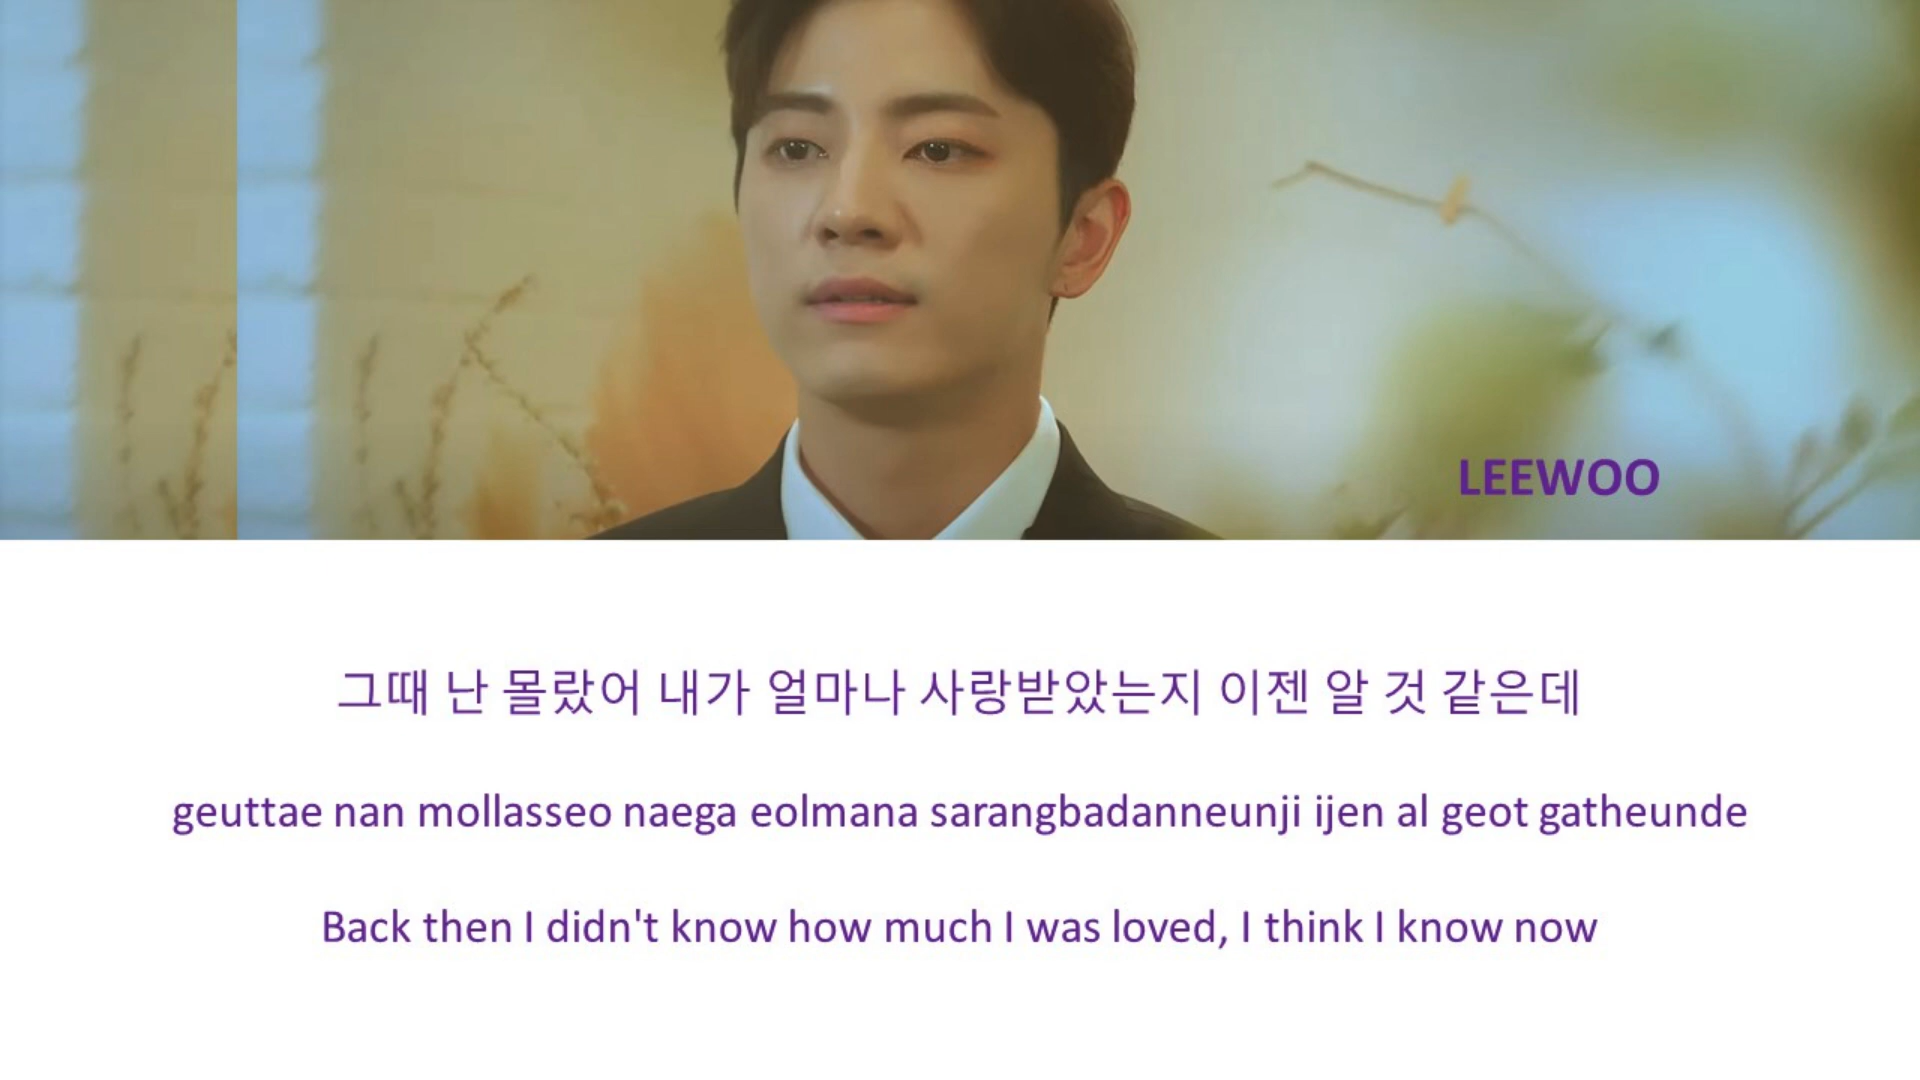 LEEWOO
그때 난 몰랐어 내가 얼마나 사랑받았는지 이젠 알 것 같은데
geuttae nan mollasseo naega eolmana sarangbadanneunji ijen al geot gatheunde
Back then I didn't know how much I was loved, I think I know now